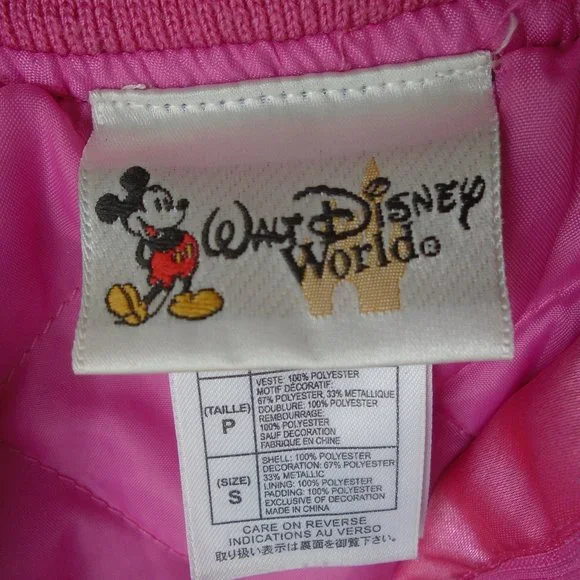 WALT DISNEY
World®
VESTE: 100% POLYESTER
MOTIF DÉCORATIF:
67% POLYESTER, 33% METALLIQUE
(TAILLE)
P
DOUBLURE: 100% POLYESTER
REMBOURRAGE:
100% POLYESTER
SAUF DECORATION
FABRIQUE EN CHINE
(SIZE)
S
SHELL: 100% POLYESTER
DECORATION: 67% POLYESTER
33% METALLIC
LINING: 100% POLYESTER
PADDING: 100% POLYESTER
EXCLUSIVE OF DECORATION
MADE IN CHINA
CARE ON REVERSE
INDICATIONS AU VERSO
取り扱い表示は裏面を御覧下さい。